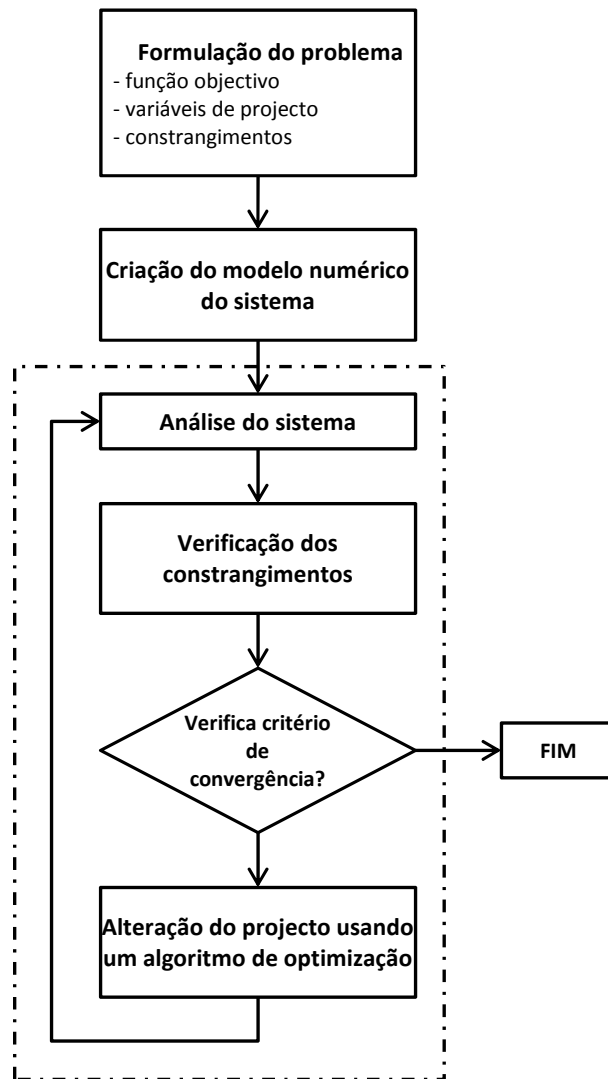 Formulação do problema
- função objectivo
- variáveis de projecto
- constrangimentos
Criação do modelo numérico
do sistema
Análise do sistema
Verificação dos
constrangimentos
Verifica critério
de
convergência?
FIM
Alteração do projecto usando
um algoritmo de optimização